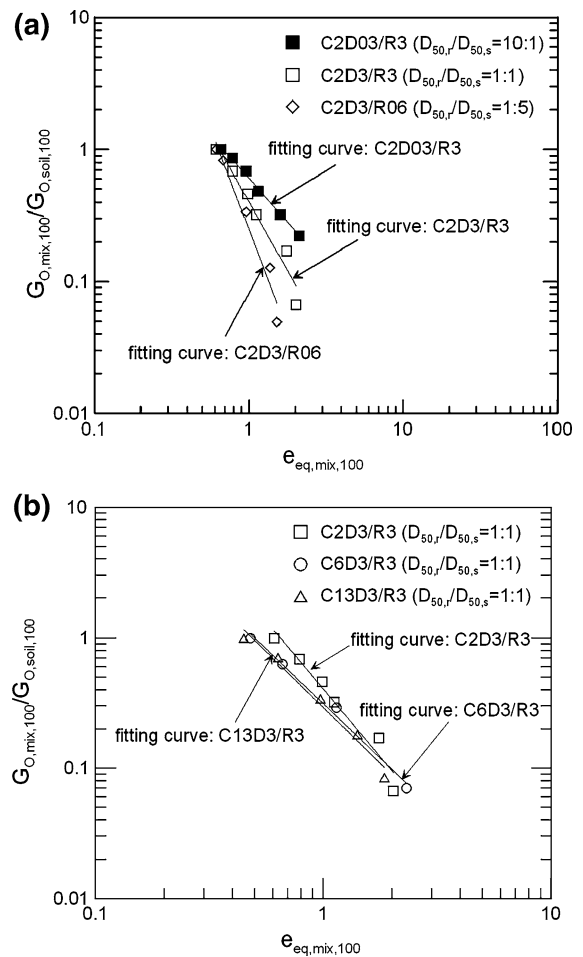 (a)
10
C2D03/R3 (D50,r/D50,s=10:1)
C2D3/R3 (D50,r/D50,s=1:1)
C2D3/R06 (D50,r/D50,s=1:5)
fitting curve: C2D03/R3
1
fitting curve: C2D3/R3
0.1
fitting curve: C2D3/R06
0.01
GO,mix,100/GO,soil,100
0.1 1 10 100
eeq,mix,100
(b)
10
C2D3/R3 (D50,r/D50,s=1:1)
C6D3/R3 (D50,r/D50,s=1:1)
C13D3/R3 (D50,r/D50,s=1:1)
1
fitting curve: C2D3/R3
fitting curve: C6D3/R3
fitting curve: C13D3/R3
0.1
0.01
GO,mix,100/GO,soil,100
0.1 1 10
eeq,mix,100